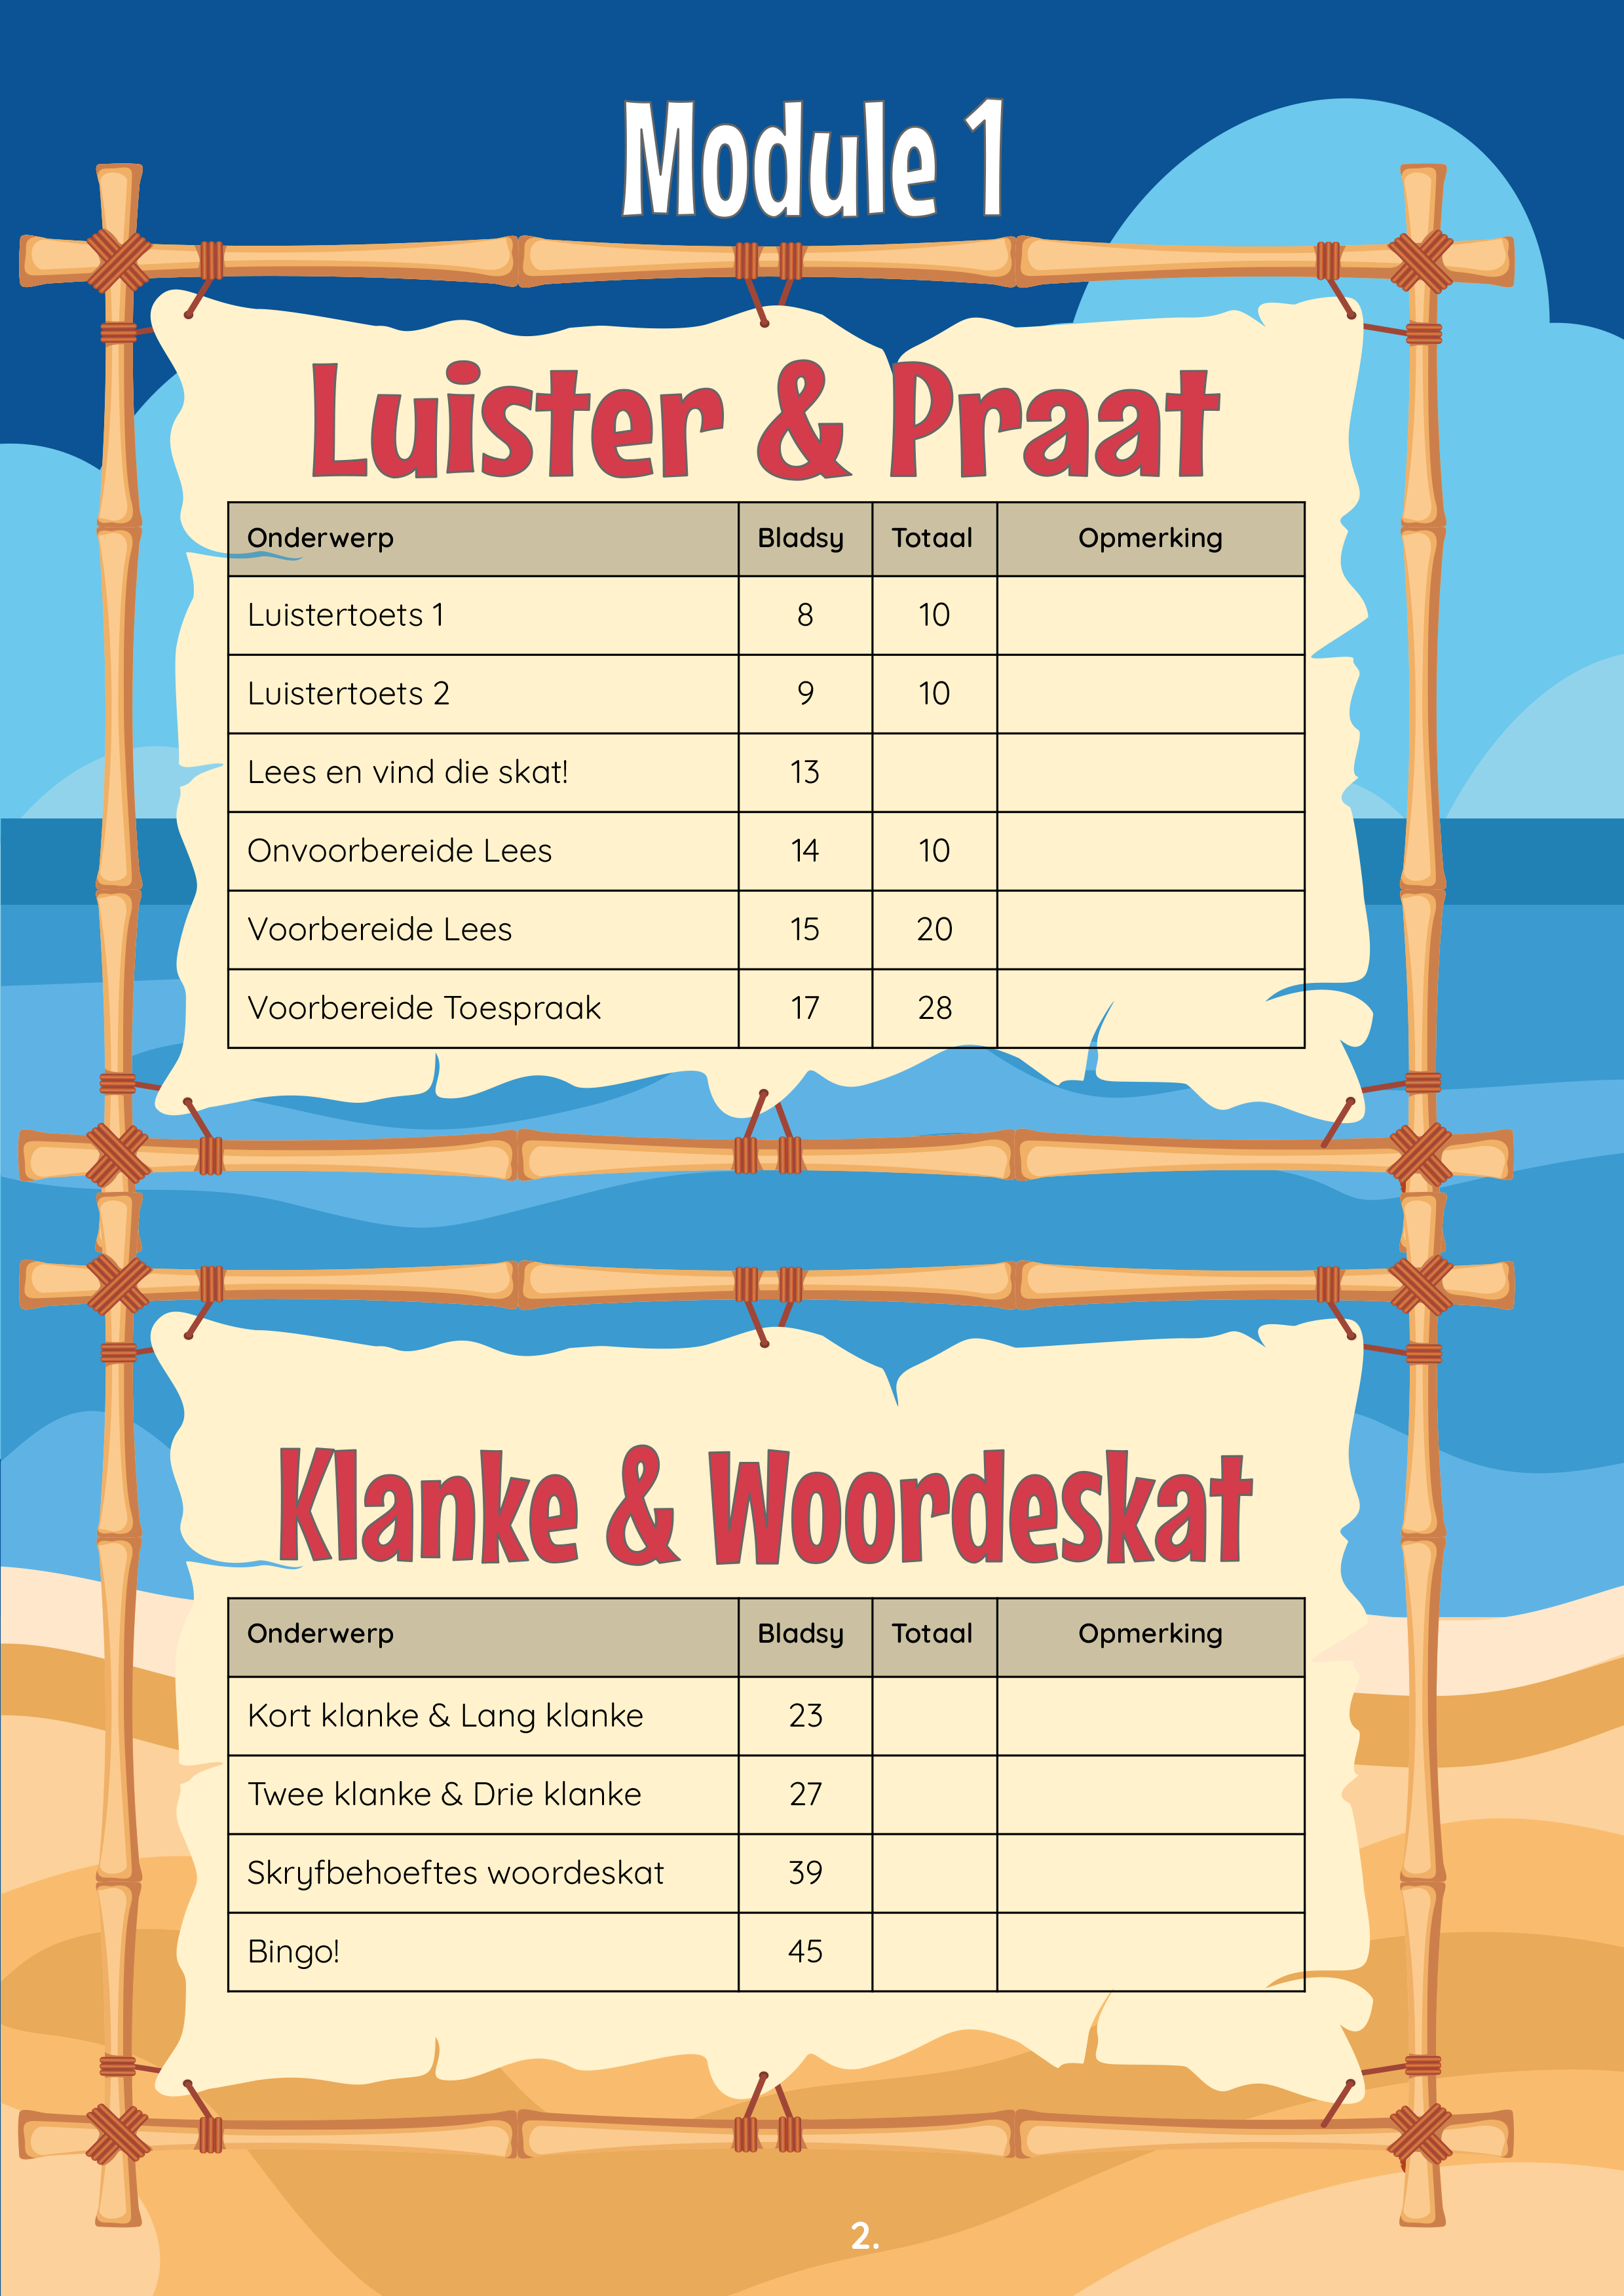 Module 1
Luister & Praat
Onderwerp Bladsy Totaal Opmerking
Luistertoets 1 8 10
Luistertoets 2 9 10
Lees en vind die skat! 13
Onvoorbereide Lees 14 10
Voorbereide Lees 15 20
Voorbereide Toespraak 17 28
Klanke & Woordeskat
Onderwerp Bladsy Totaal Opmerking
Kort klanke & Lang klanke 23
Twee klanke & Drie klanke 27
Skryfbehoeftes woordeskat 39
Bingo! 45
2.